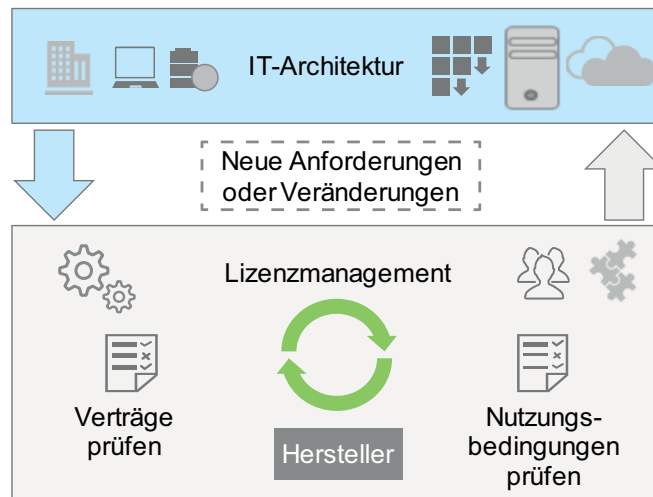 IT-Architektur
Neue Anforderungen
oder Veränderungen
Lizenzmanagement
Verträge
prüfen
Hersteller
Nutzungs-
bedingungen
prüfen